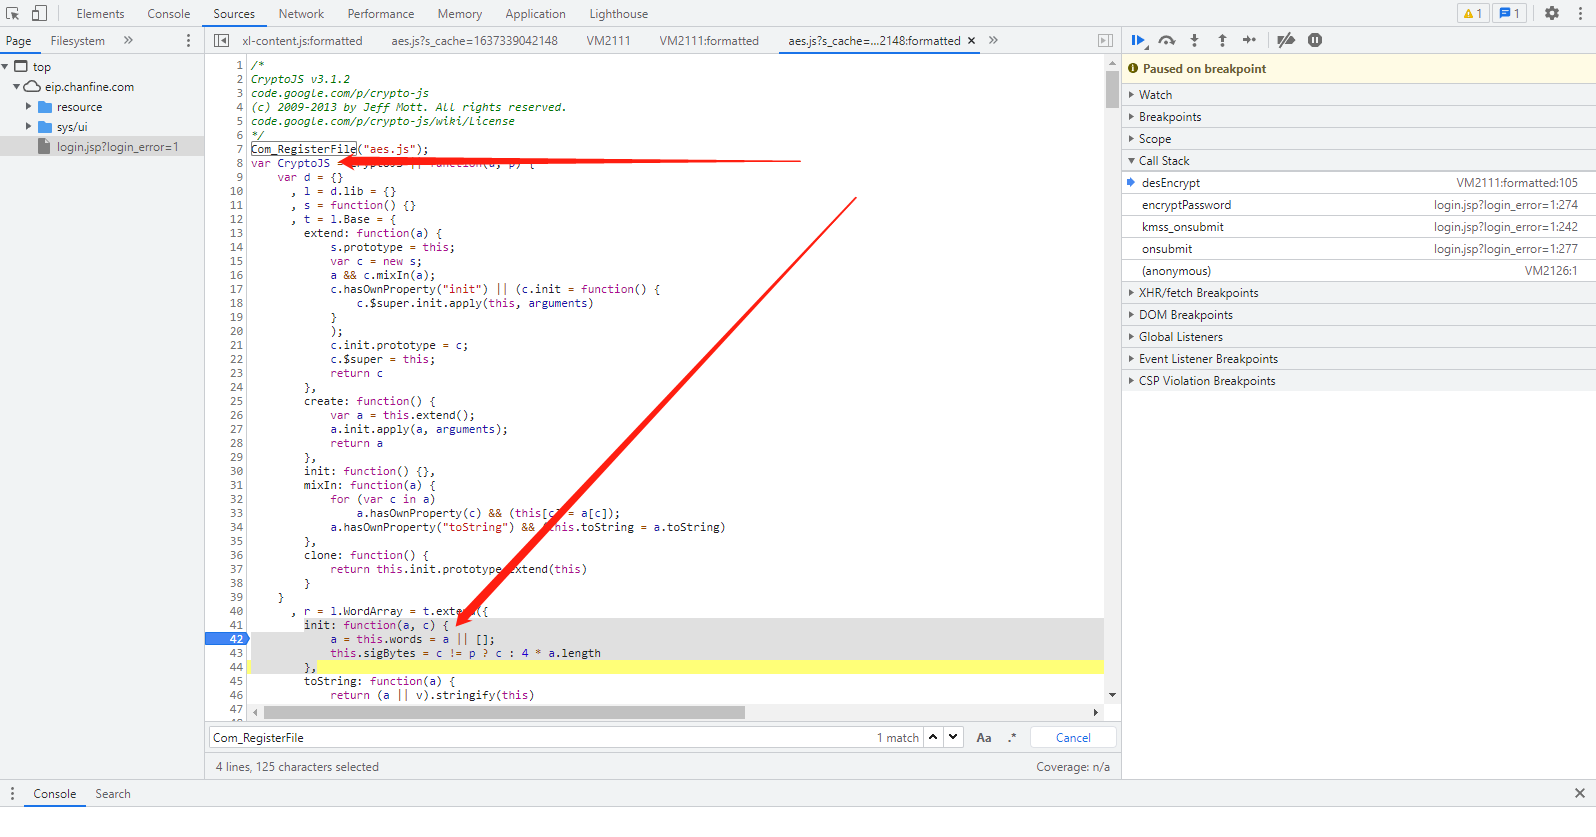 Elements Console Sources Network Performance Memory Application Lighthouse 1 1
Page Filesystem » xl-content.js:formatted aes.js?s_cache=1637339042148 VM2111 VM2111:formatted aes.js?s_cache=...2148:formatted × »
Paused on breakpoint
Watch
Breakpoints
Scope
Call Stack
desEncrypt VM2111:formatted:105
encryptPassword login.jsp?login_error=1:274
kmss_onsubmit login.jsp?login_error=1:242
onsubmit login.jsp?login_error=1:277
(anonymous) VM2126:1
XHR/fetch Breakpoints
DOM Breakpoints
Global Listeners
Event Listener Breakpoints
CSP Violation Breakpoints
top
eip.chanfine.com
resource
sys/ui
login.jsp?login_error=1
1 /*
2 CryptoJS v3.1.2
3 code.google.com/p/crypto-js
4 (c) 2009-2013 by Jeff Mott. All rights reserved.
5 code.google.com/p/crypto-js/wiki/License
6 */
7 Com_RegisterFile("aes.js");
8 var CryptoJS = CryptoJS || function(u, p) {
9 var d = {}
10 , l = d.lib = {}
11 , s = function() {}
12 , t = l.Base = {
13 extend: function(a) {
14 s.prototype = this;
15 var c = new s;
16 a && c.mixIn(a);
17 c.hasOwnProperty("init") || (c.init = function() {
18 c.$super.init.apply(this, arguments)
19 }
20 );
21 c.init.prototype = c;
22 c.$super = this;
23 return c
24 },
25 create: function() {
26 var a = this.extend();
27 a.init.apply(a, arguments);
28 return a
29 },
30 init: function() {},
31 mixIn: function(a) {
32 for (var c in a)
33 a.hasOwnProperty(c) && (this[c] = a[c]);
34 a.hasOwnProperty("toString") && (this.toString = a.toString)
35 },
36 clone: function() {
37 return this.init.prototype.extend(this)
38 }
39 }
40 , r = l.WordArray = t.extend({
41 init: function(a, c) {
42 a = this.words = a || [];
43 this.sigBytes = c != p ? c : 4 * a.length
44 },
45 toString: function(a) {
46 return (a || v).stringify(this)
47
Com_RegisterFile 1 match Aa .* Cancel
4 lines, 125 characters selected Coverage: n/a
Console Search